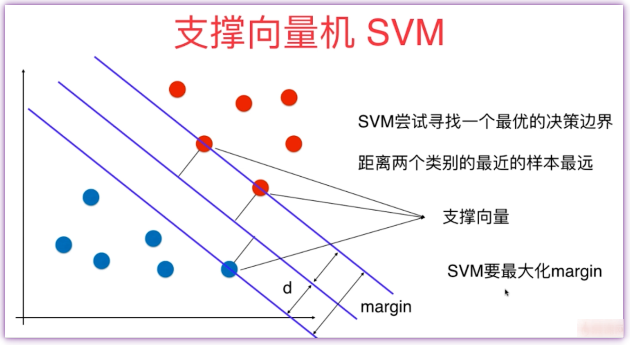 支撑向量机 SVM
SVM尝试寻找一个最优的决策边界
距离两个类别的最近的样本最远
支撑向量
SVM要最大化margin
d
margin